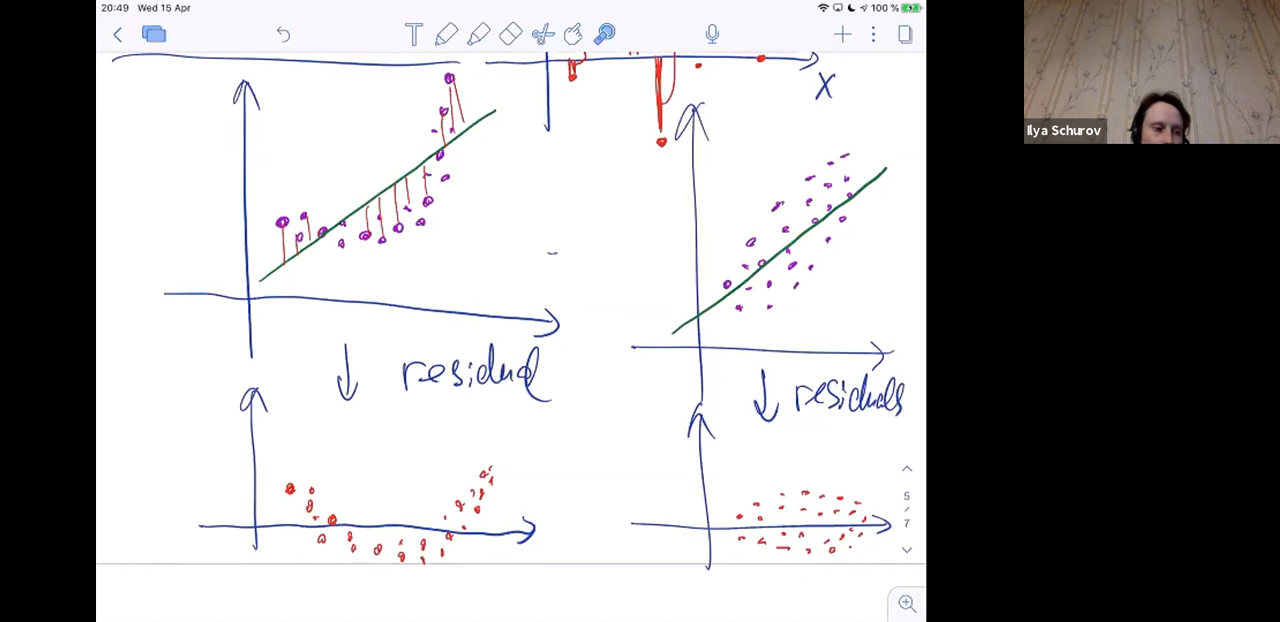 20:49 Wed 15 Apr
100 %
T
X
Ilya Schurov
residual
residuals
5
/
7